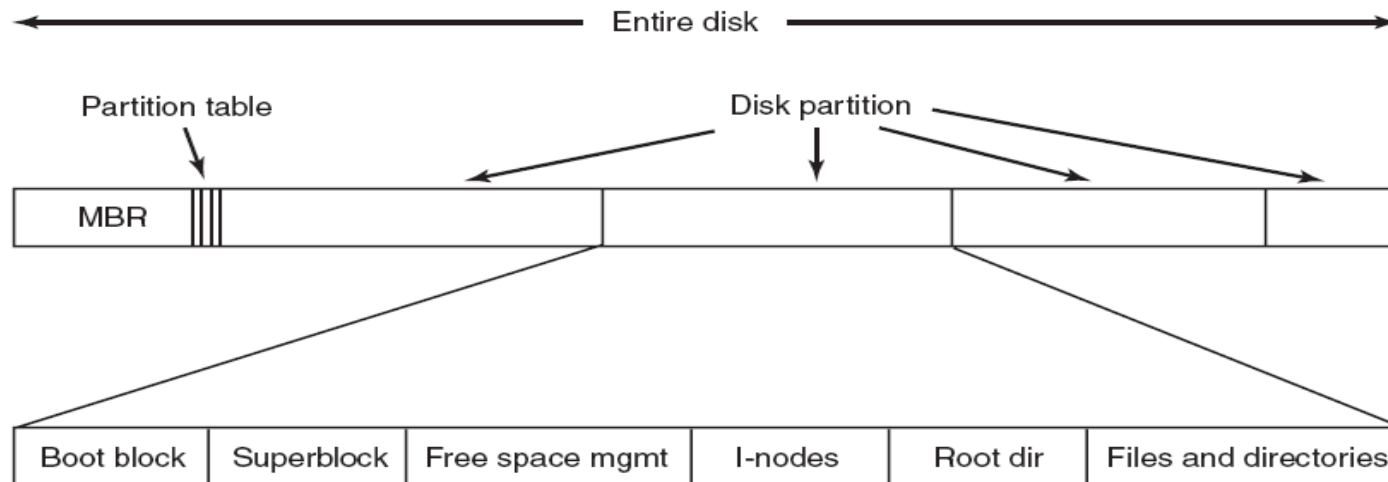 Entire disk
Partition table
Disk partition
MBR
Boot block
Superblock
Free space mgmt
I-nodes
Root dir
Files and directories